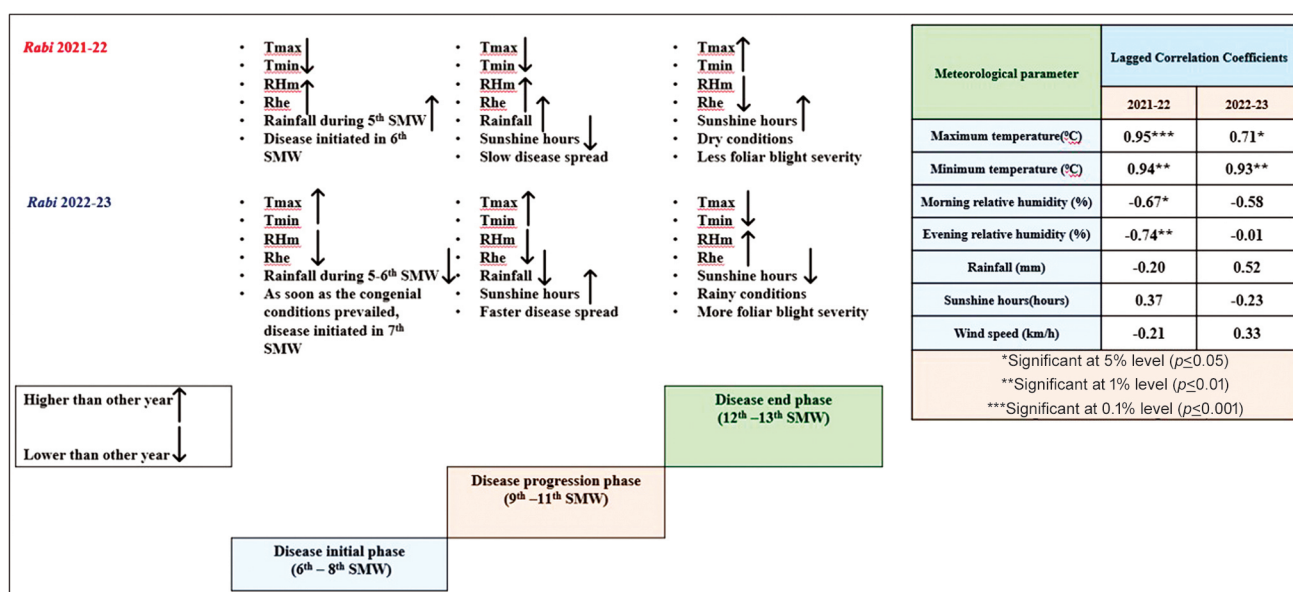 Rabi 2021-22
• Tmax
• Tmin
• RHm
• Rhe
• Rainfall during 5th SMW
• Disease initiated in 6th
SMW
• Tmax
• Tmin
• RHm
• Rhe
• Rainfall
• Sunshine hours
• Slow disease spread
• Tmax
• Tmin
• RHm
• Rhe
• Sunshine hours
• Dry conditions
• Less foliar blight severity
Rabi 2022-23
• Tmax
• Tmin
• RHm
• Rhe
• Rainfall during 5-6th SMW
• As soon as the congenial
conditions prevailed,
disease initiated in 7th
SMW
• Tmax
• Tmin
• RHm
• Rhe
• Rainfall
• Sunshine hours
• Faster disease spread
• Tmax
• Tmin
• RHm
• Rhe
• Sunshine hours
• Rainy conditions
• More foliar blight severity
Higher than other year
Lower than other year
Disease initial phase
(6th – 8th SMW)
Disease progression phase
(9th –11th SMW)
Disease end phase
(12th –13th SMW)
Meteorological parameter Lagged Correlation Coefficients
2021-22 2022-23
Maximum temperature(°C) 0.95*** 0.71*
Minimum temperature (°C) 0.94** 0.93**
Morning relative humidity (%) -0.67* -0.58
Evening relative humidity (%) -0.74** -0.01
Rainfall (mm) -0.20 0.52
Sunshine hours(hours) 0.37 -0.23
Wind speed (km/h) -0.21 0.33
*Significant at 5% level (p≤0.05)
**Significant at 1% level (p≤0.01)
***Significant at 0.1% level (p≤0.001)